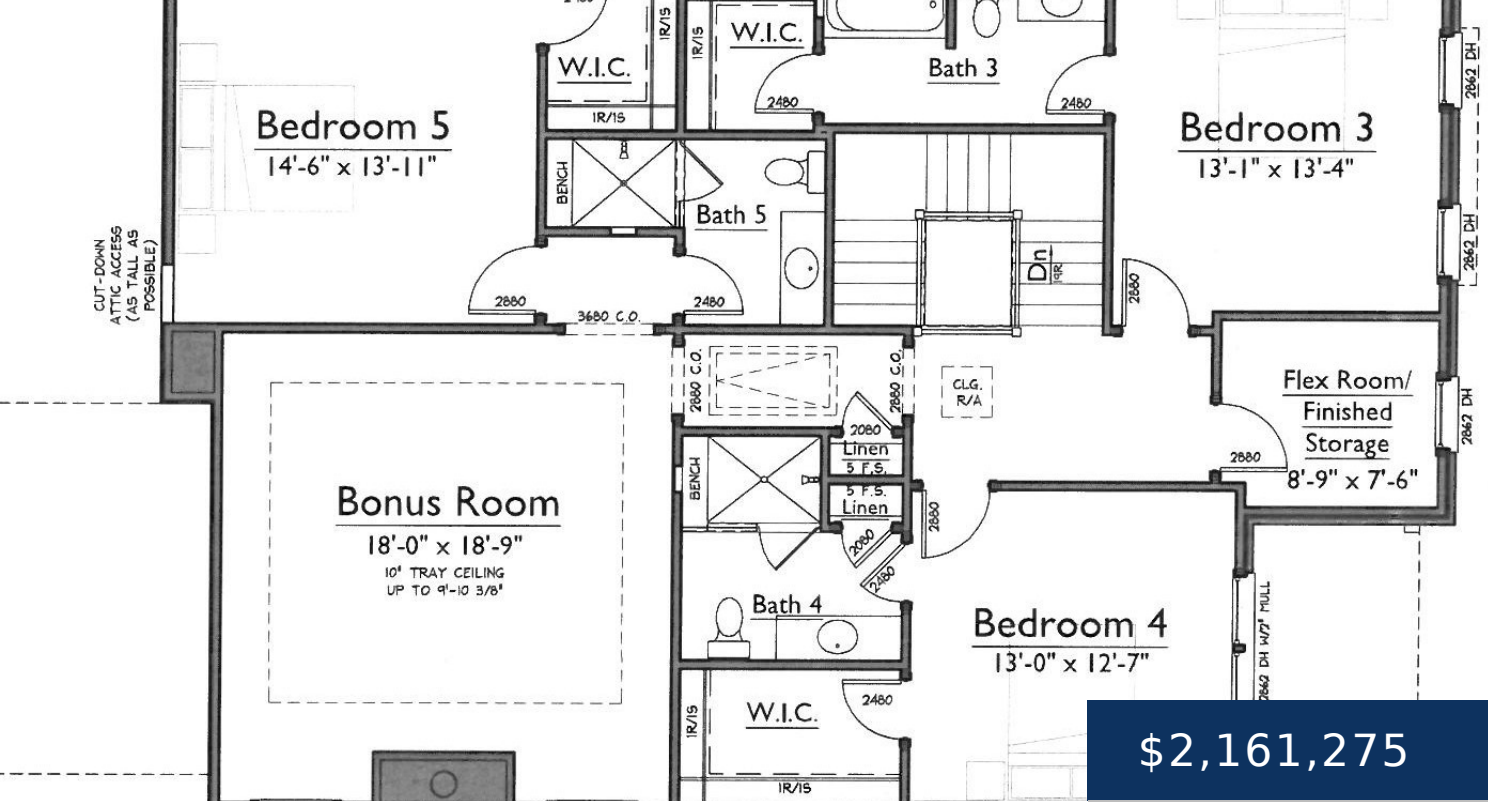 2480
W.I.C.
1R/1S
1R/1S
1R/1S
W.I.C.
2480
Bath 3
2480
2862 DH
Bedroom 5
14'-6" x 13'-11"
Bedroom 3
13'-1" x 13'-4"
BENCH
Bath 5
CUT-DOWN
ATTIC ACCESS
(AS TALL AS
POSSIBLE)
2880
2480
3680 C.O.
Dn
19R
2880
2862 DH
2880 C.O.
2880 C.O.
CLG.
R/A
Flex Room/
Finished
Storage
8'-9" x 7'-6"
2862 DH
2880
2080
Linen
5 F.S.
5 F.S.
Linen
2080
2480
BENCH
Bonus Room
18'-0" x 18'-9"
10" TRAY CEILING
UP TO 9'-10 3/8"
2880
Bath 4
Bedroom 4
13'-0" x 12'-7"
2862 DH W/2" MULL
W.I.C.
2480
1R/1S
1R/1S
$2,161,275